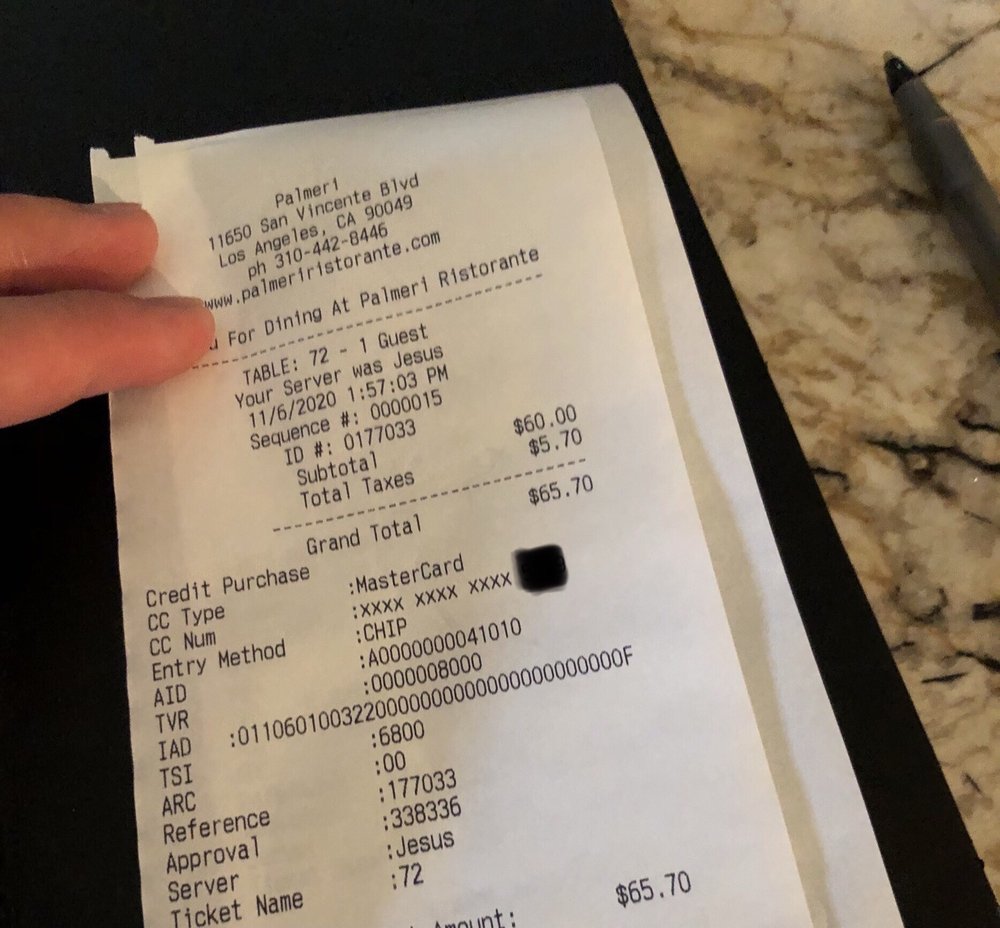 Palmeri
11650 San Vincente Blvd
Los Angeles, CA 90049
ph 310-442-8446
www.palmeriristorante.com
For Dining At Palmeri Ristorante
TABLE: 72 - 1 Guest
Your Server was Jesus
11/6/2020 1:57:03 PM
Sequence #: 0000015
ID #: 0177033
Subtotal $60.00
Total Taxes $5.70
Grand Total $65.70
Credit Purchase
CC Type :MasterCard
CC Num :xxxx xxxx xxxx
Entry Method :CHIP
AID :A0000000041010
TVR :0000008000
IAD
TSI :6800
ARC :00
Reference :177033
Approval :338336
Server :Jesus
Ticket Name :72
Amount: $65.70